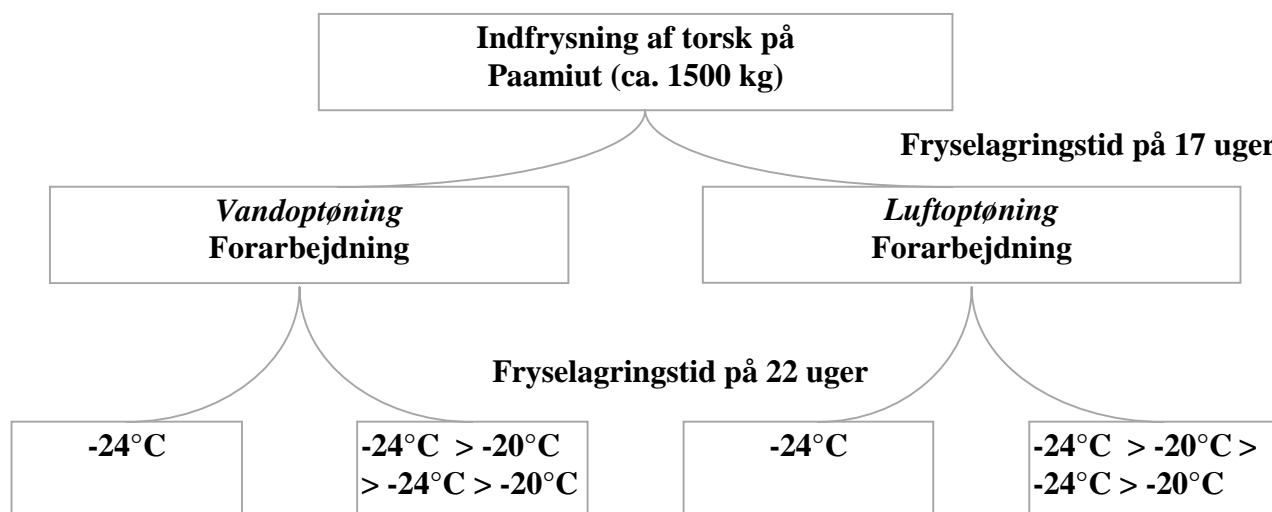 Indfrysning af torsk på
Paamiut (ca. 1500 kg)
Fryselagringstid på 17 uger
Vandoptøning
Forarbejdning
Luftoptøning
Forarbejdning
Fryselagringstid på 22 uger
-24°C
-24°C > -20°C
> -24°C > -20°C
-24°C
-24°C > -20°C >
-24°C > -20°C